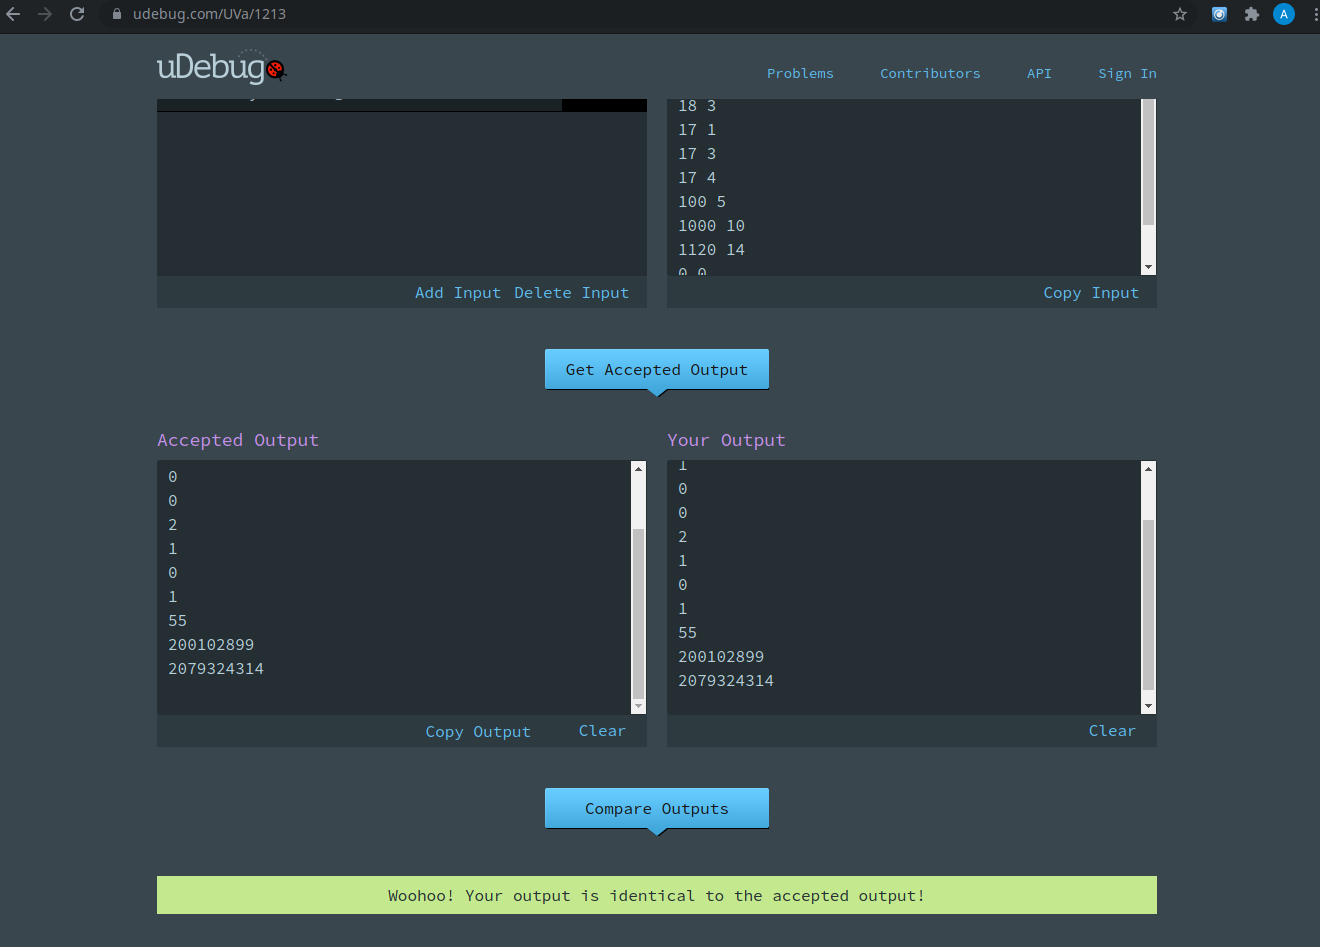 udebug.com/UVa/1213
A
uDebug
Problems Contributors API Sign In
18 3
17 1
17 3
17 4
100 5
1000 10
1120 14
0 0
Add Input Delete Input
Copy Input
Get Accepted Output
Accepted Output
0
0
2
1
0
1
55
200102899
2079324314
Copy Output Clear
Your Output
1
0
0
2
1
0
1
55
200102899
2079324314
Clear
Compare Outputs
Woohoo! Your output is identical to the accepted output!